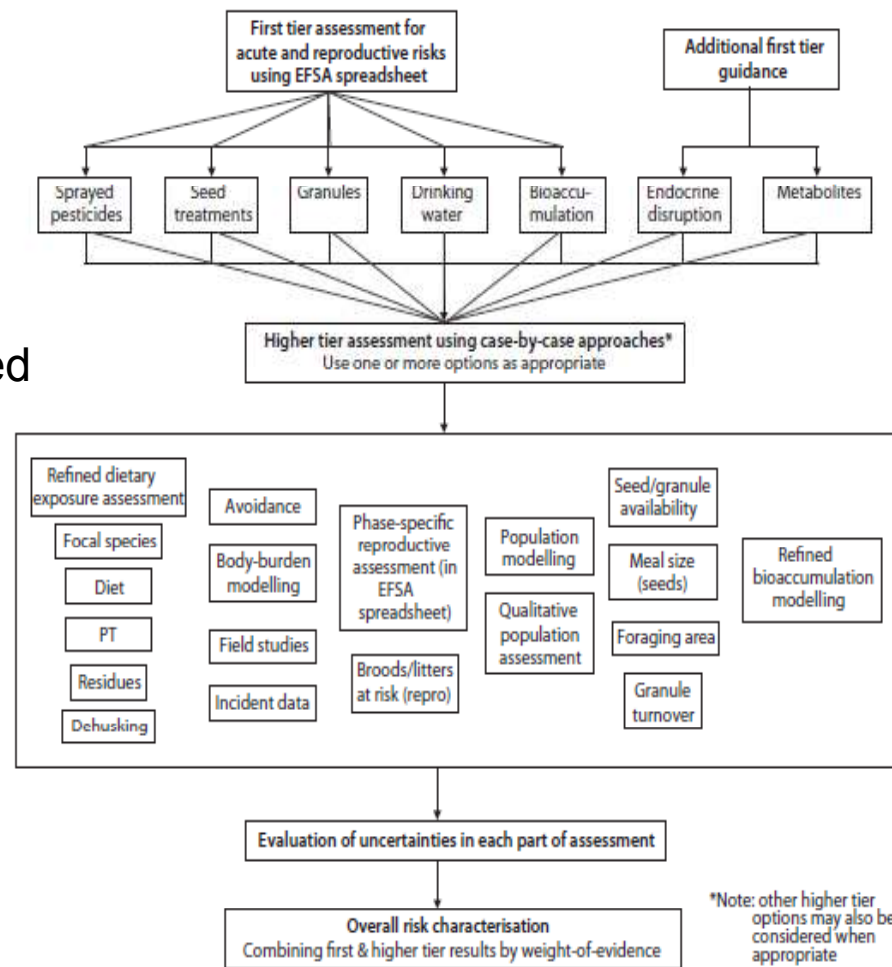 First tier assessment for
acute and reproductive risks
using EFSA spreadsheet
Additional first tier
guidance
Sprayed
pesticides
Seed
treatments
Granules
Drinking
water
Bioaccu-
mulation
Endocrine
disruption
Metabolites
Higher tier assessment using case-by-case approaches*
Use one or more options as appropriate
ed
Refined dietary
exposure assessment
Focal species
Diet
PT
Residues
Dehusking
Avoidance
Body-burden
modelling
Field studies
Incident data
Phase-specific
reproductive
assessment (in
EFSA
spreadsheet)
Broods/litters
at risk (repro)
Population
modelling
Qualitative
population
assessment
Seed/granule
availability
Meal size
(seeds)
Foraging area
Granule
turnover
Refined
bioaccumulation
modelling
Evaluation of uncertainties in each part of assessment
Overall risk characterisation
Combining first & higher tier results by weight-of-evidence
*Note: other higher tier
options may also be
considered when
appropriate